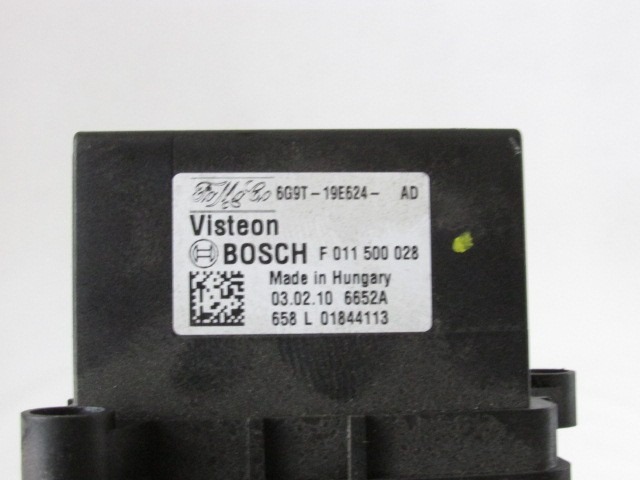 6G9T-19E624- AD
Visteon
BOSCH F 011 500 028
Made in Hungary
03.02.10 6652A
658 L 01844113